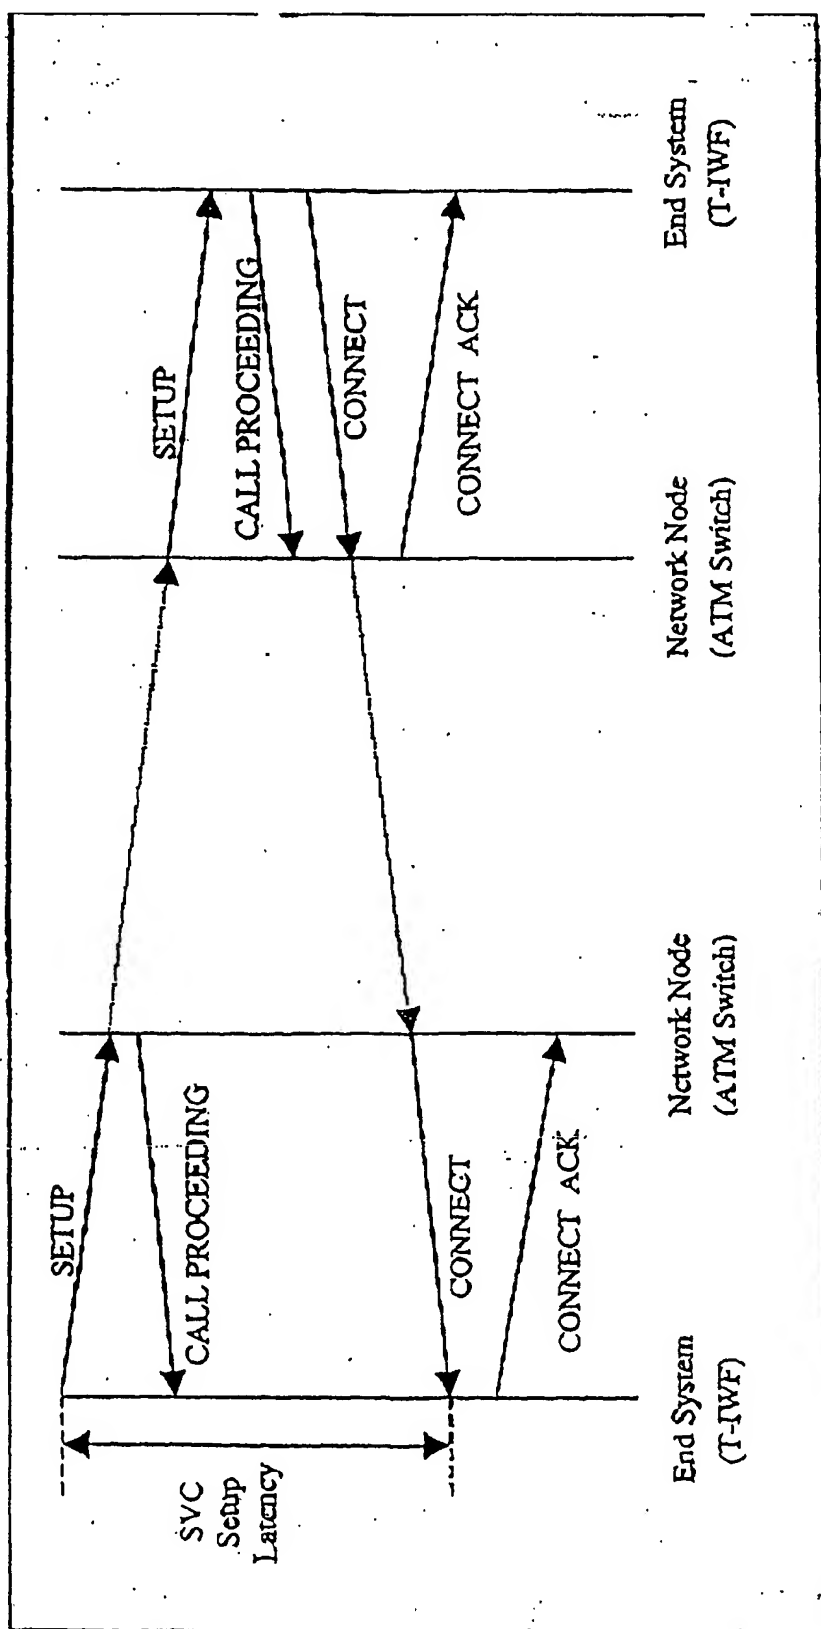 SETUP
SETUP
CALL PROCEEDING
CALL PROCEEDING
CONNECT
CONNECT
CONNECT ACK
CONNECT ACK
SVC
Setup
Latency
End System
(T-IWF)
Network Node
(ATM Switch)
Network Node
(ATM Switch)
End System
(T-IWF)